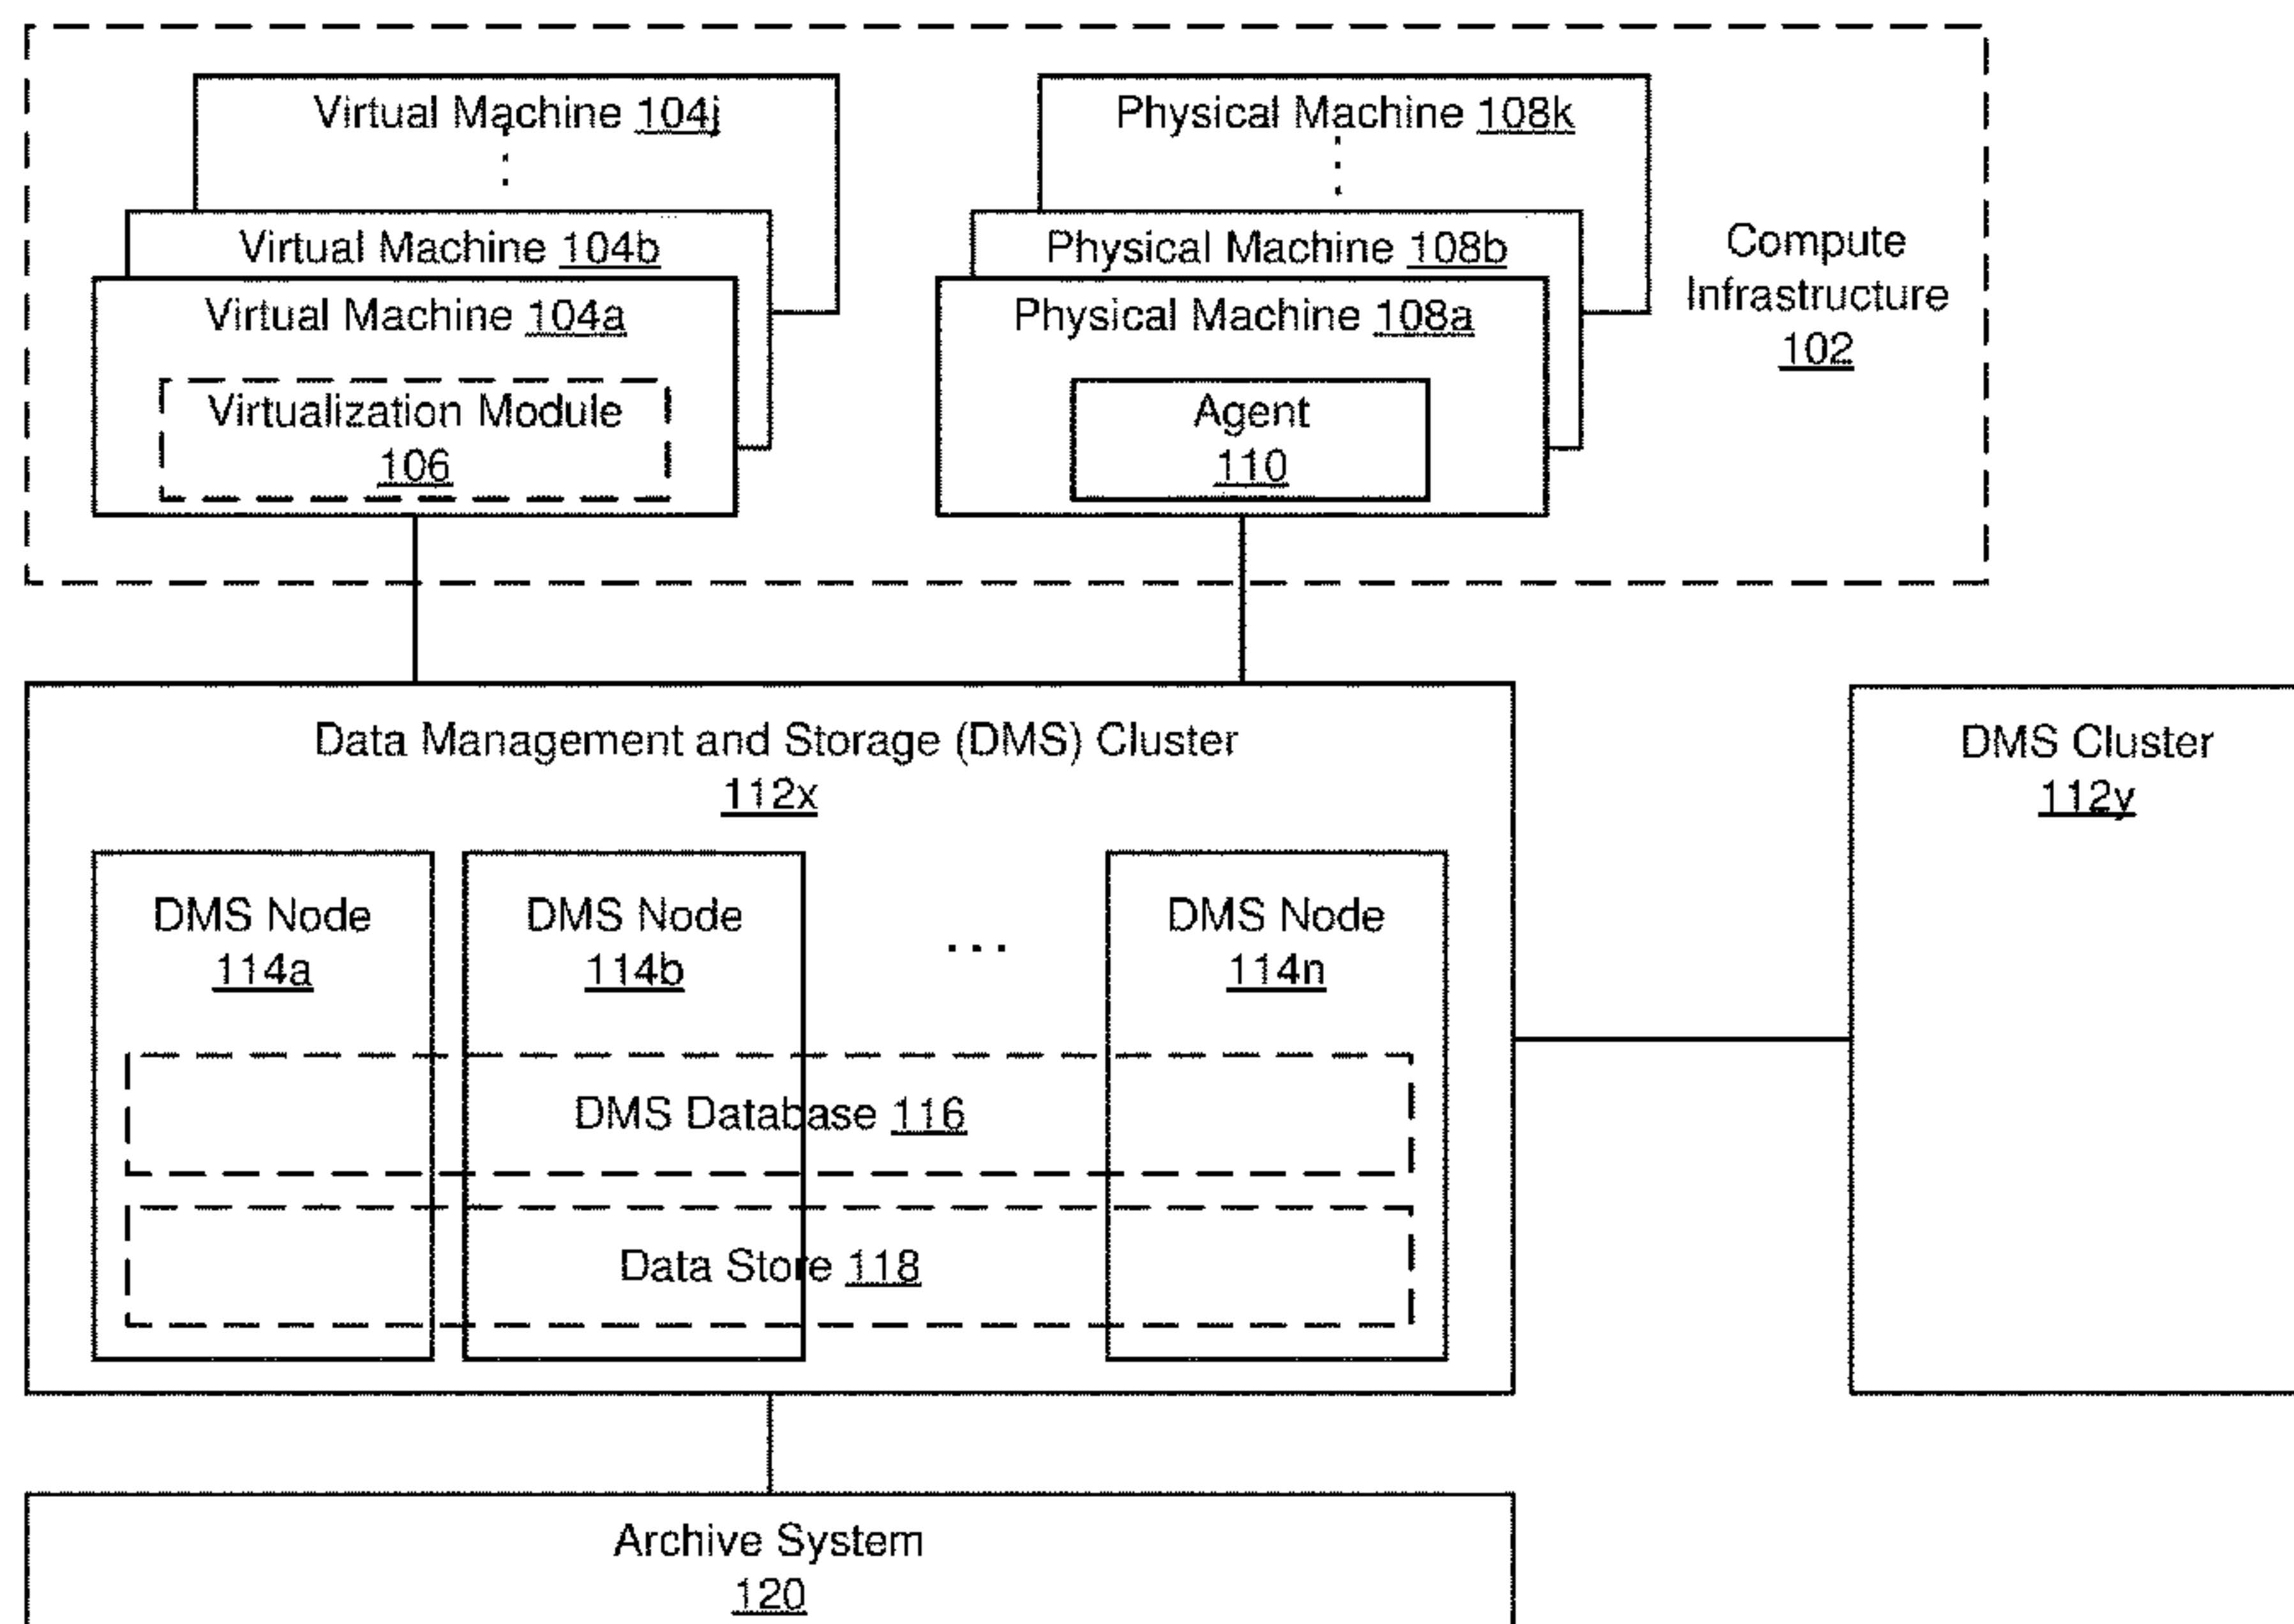 Virtual Machine 104j
Virtual Machine 104b
Virtual Machine 104a
Virtualization Module
106
Physical Machine 108k
Physical Machine 108b
Physical Machine 108a
Agent
110
Compute
Infrastructure
102
Data Management and Storage (DMS) Cluster
112x
DMS Node
114a
DMS Node
114b
...
DMS Node
114n
DMS Database 116
Data Store 118
DMS Cluster
112y
Archive System
120